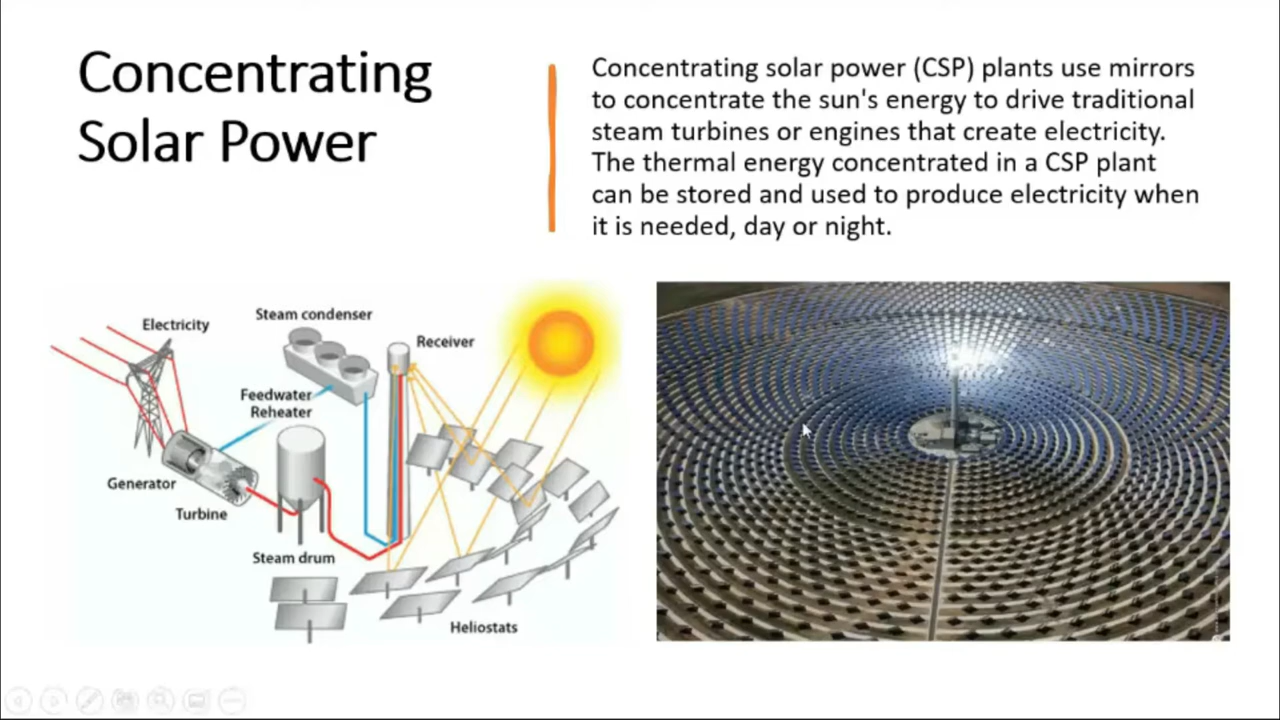 Concentrating
Solar Power
Concentrating solar power (CSP) plants use mirrors
to concentrate the sun's energy to drive traditional
steam turbines or engines that create electricity.
The thermal energy concentrated in a CSP plant
can be stored and used to produce electricity when
it is needed, day or night.
Electricity
Steam condenser
Receiver
Feedwater
Reheater
Generator
Turbine
Steam drum
Heliostats